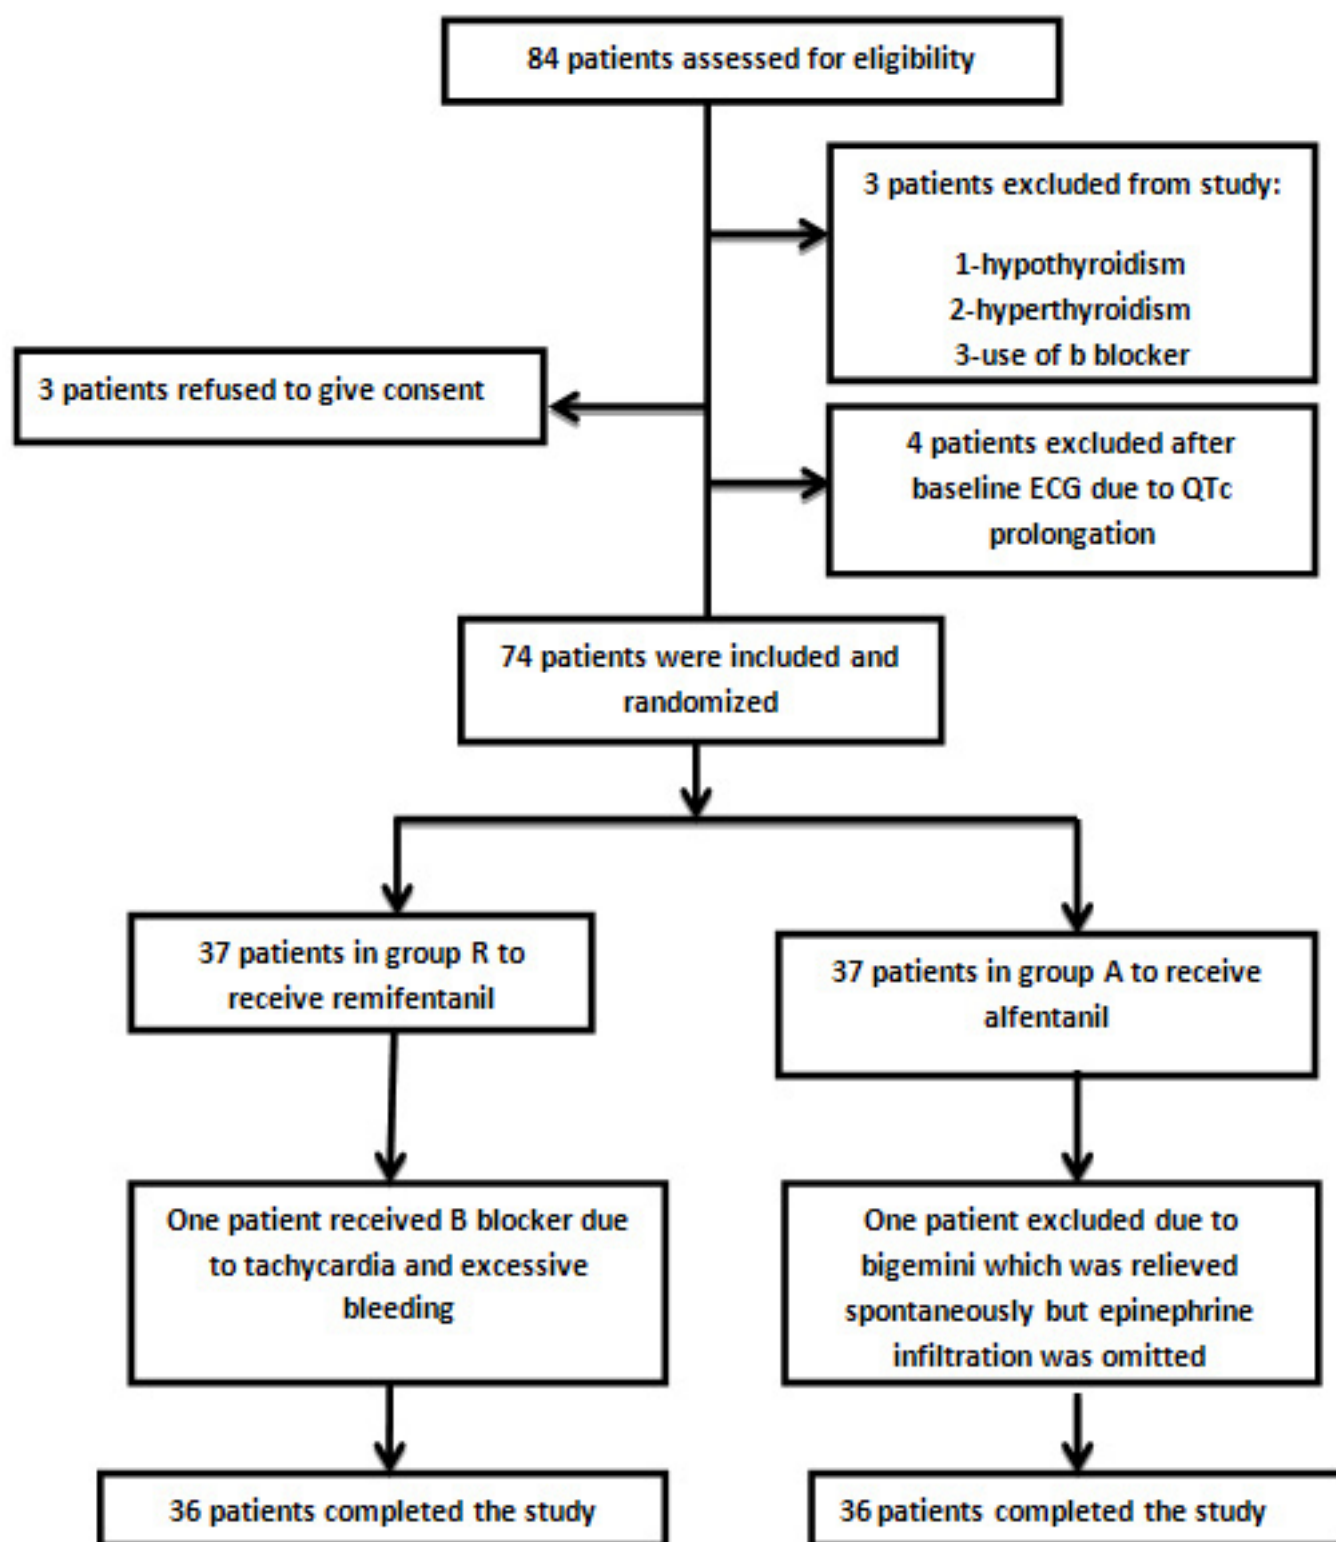 84 patients assessed for eligibility
3 patients excluded from study:
1-hypothyroidism
2-hyperthyroidism
3-use of b blocker
3 patients refused to give consent
4 patients excluded after
baseline ECG due to QTc
prolongation
74 patients were included and
randomized
37 patients in group R to
receive remifentanil
37 patients in group A to receive
alfentanil
One patient received B blocker due
to tachycardia and excessive
bleeding
One patient excluded due to
bigemini which was relieved
spontaneously but epinephrine
infiltration was omitted
36 patients completed the study
36 patients completed the study